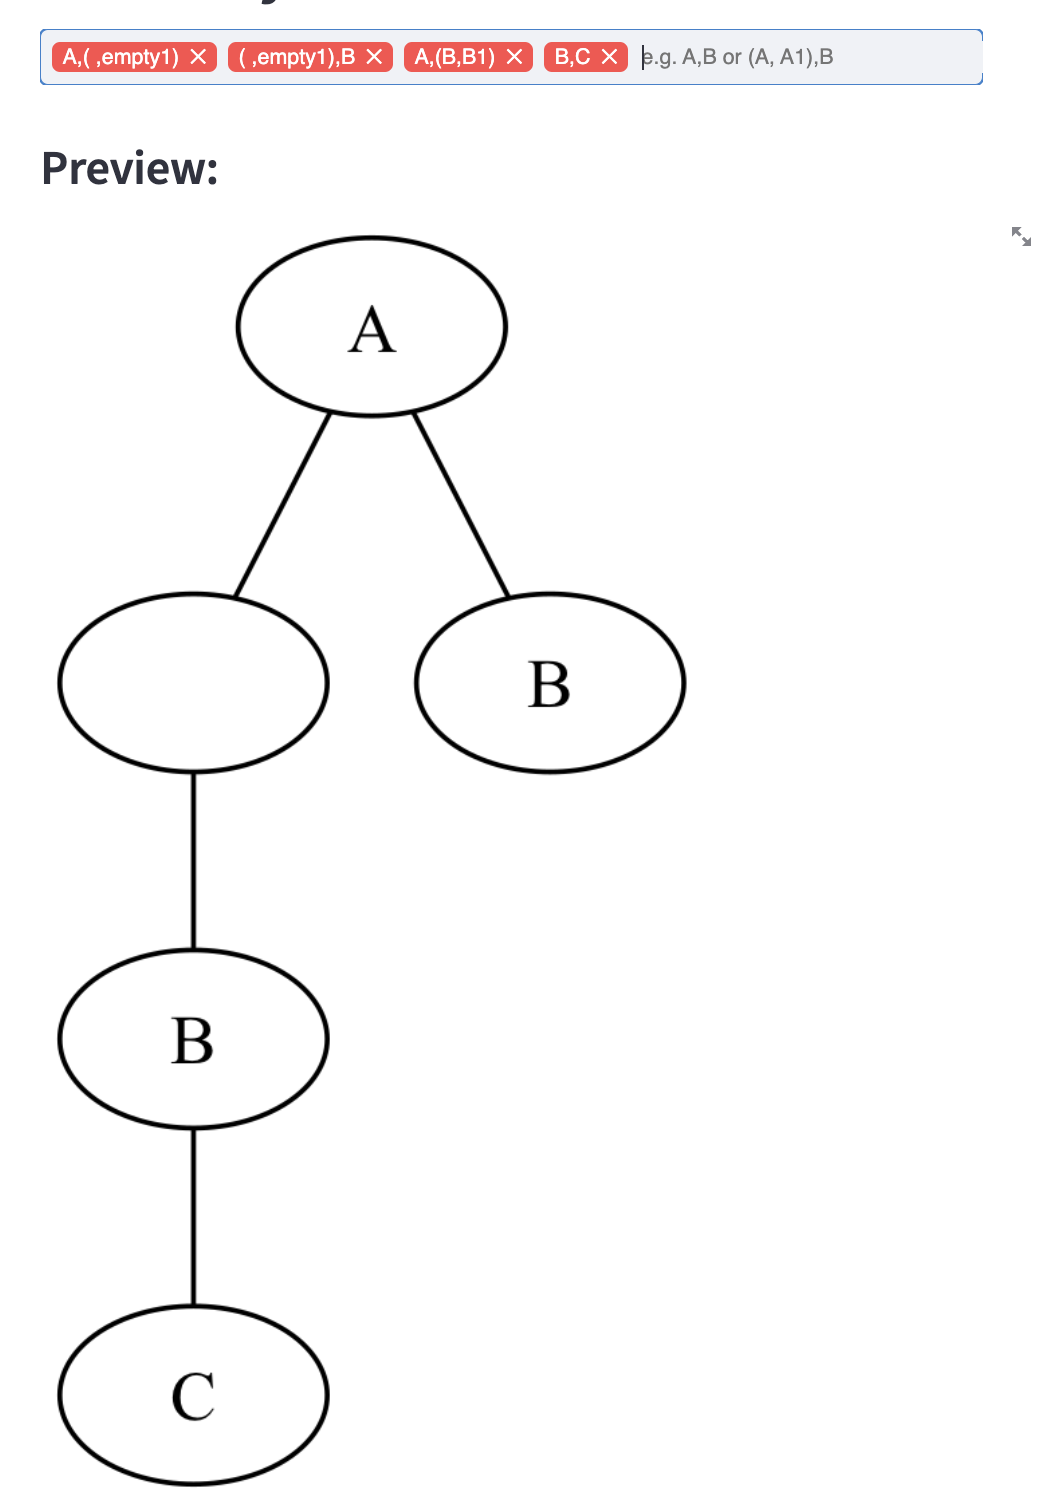 A,( ,empty1) × ( ,empty1),B × A,(B,B1) × B,C × e.g. A,B or (A, A1),B
Preview:
A
B
B
C